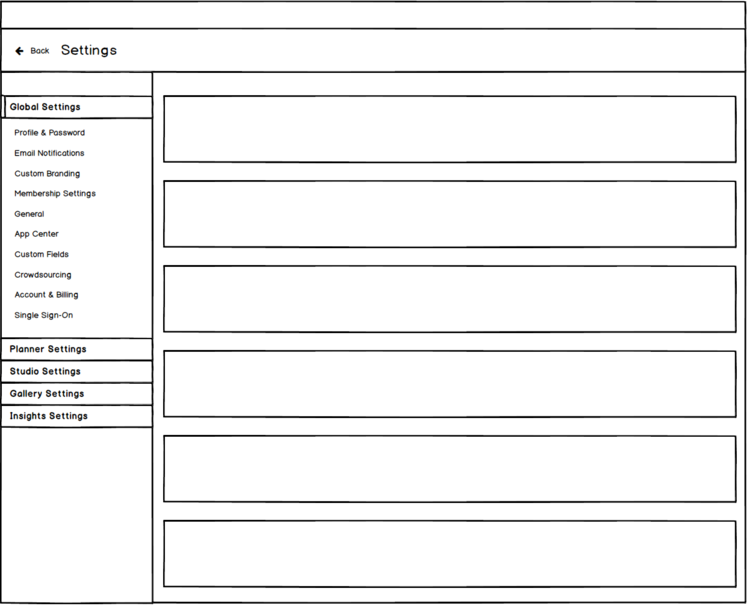 Back Settings
Global Settings
Profile & Password
Email Notifications
Custom Branding
Membership Settings
General
App Center
Custom Fields
Crowdsourcing
Account & Billing
Single Sign-On
Planner Settings
Studio Settings
Gallery Settings
Insights Settings